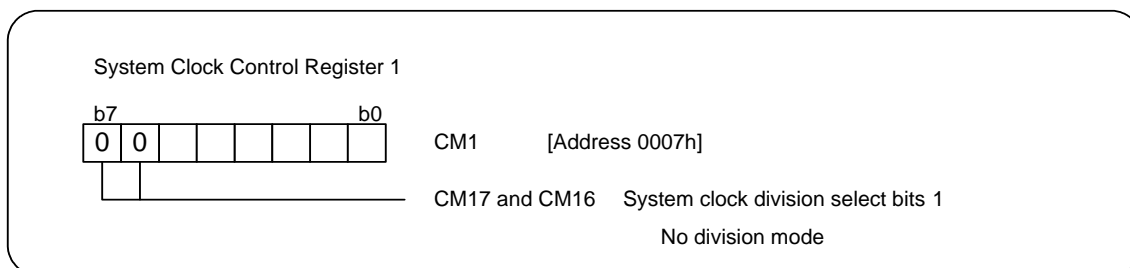 System Clock Control Register 1
b7 b0
0 0 CM1 [Address 0007h]
CM17 and CM16 System clock division select bits 1
No division mode